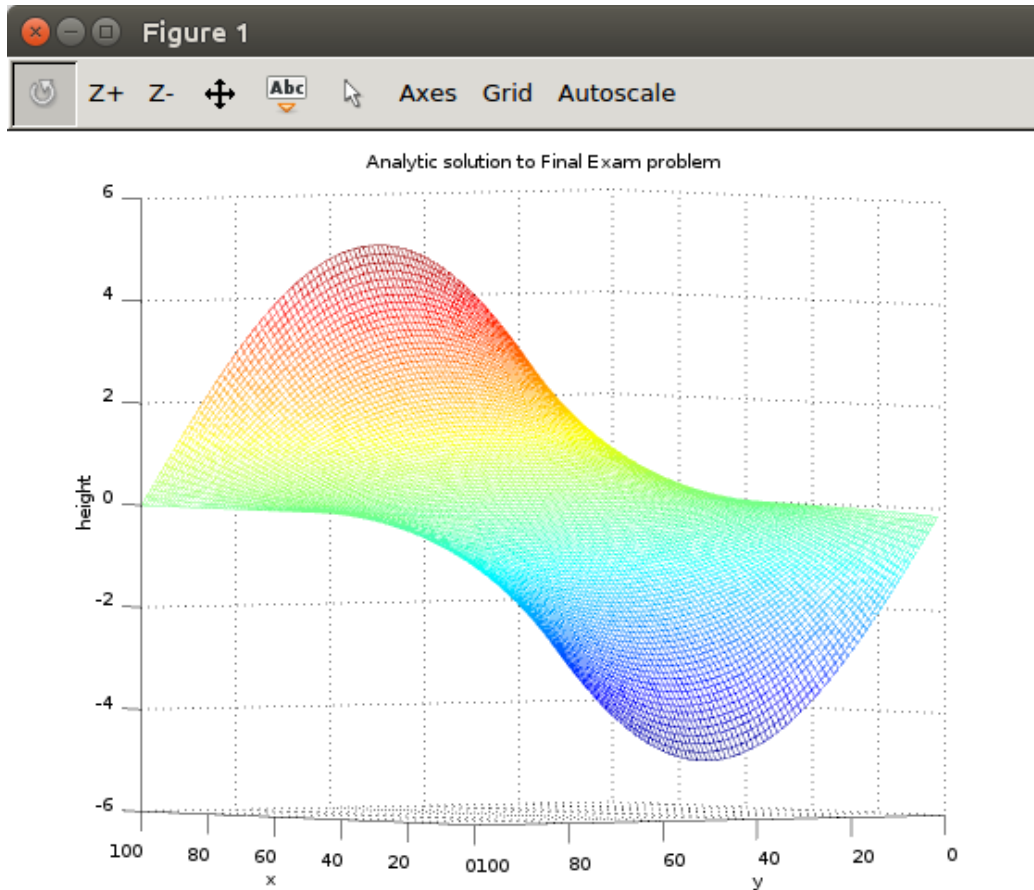 Figure 1
Z+ Z- Abc Axes Grid Autoscale
Analytic solution to Final Exam problem
6
4
2
0
-2
-4
-6
height
100 80 60 40 20 0100 80 60 40 20 0
x y